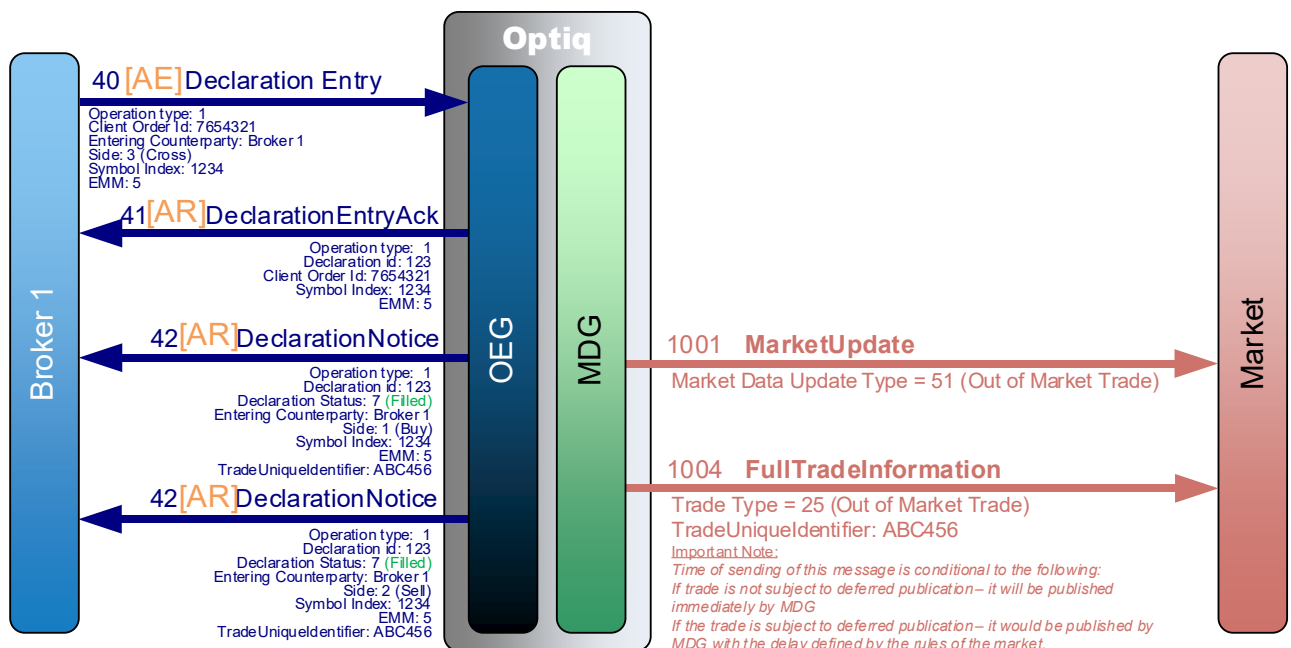 Optiq
40 [AE]Declaration Entry
Operation type: 1
Client Order Id: 7654321
Entering Counterparty: Broker 1
Side: 3 (Cross)
Symbol Index: 1234
EMM: 5
41[AR]DeclarationEntryAck
Operation type: 1
Declaration id: 123
Client Order Id: 7654321
Symbol Index: 1234
EMM: 5
42[AR]DeclarationNotice
Operation type: 1
Declaration id: 123
Declaration Status: 7 (Filled)
Entering Counterparty: Broker 1
Side: 1 (Buy)
Symbol Index: 1234
EMM: 5
TradeUniqueIdentifier: ABC456
42[AR]DeclarationNotice
Operation type: 1
Declaration id: 123
Declaration Status: 7 (Filled)
Entering Counterparty: Broker 1
Side: 2 (Sell)
Symbol Index: 1234
EMM: 5
TradeUniqueIdentifier: ABC456
Broker 1
OEG
MDG
1001 MarketUpdate
Market Data Update Type = 51 (Out of Market Trade)
1004 FullTradeInformation
Trade Type = 25 (Out of Market Trade)
TradeUniqueIdentifier: ABC456
Important Note:
Time of sending of this message is conditional to the following:
If trade is not subject to deferred publication – it will be published
immediately by MDG
If the trade is subject to deferred publication – it would be published by
MDG with the delay defined by the rules of the market.
Market